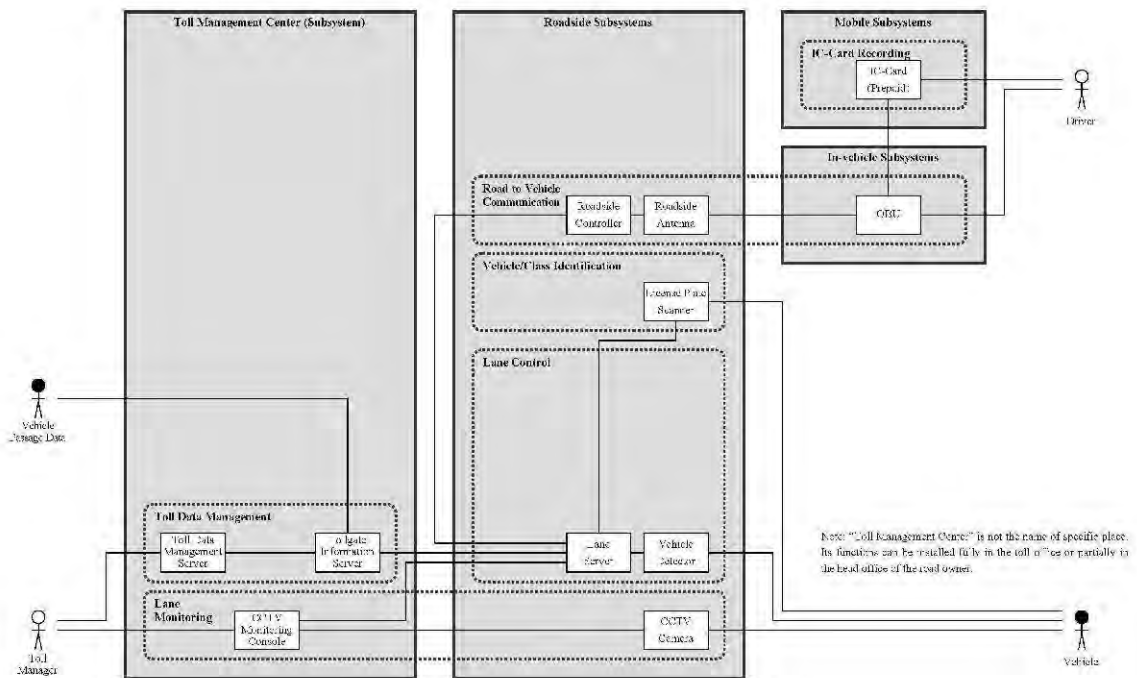 Toll Management Center (Subsystem)
Roadside Subsystems
Mobile Subsystems
IC-Card Recording
IC-Card
(Prepaid)
Driver
In-vehicle Subsystems
Road to Vehicle
Communication
Roadside
Controller
Roadside
Antenna
OBU
Vehicle/Class Identification
License Plate
Scanner
Lane Control
Vehicle
Passage Data
Toll Data Management
Toll Data
Management
Server
Tollgate
Information
Server
Lane
Server
Vehicle
Detector
Note: "Toll Management Center" is not the name of specific place.
Its functions can be installed fully in the toll office or partially in
the head office of the road owner.
Lane
Monitoring
CCTV
Monitoring
Console
CCTV
Camera
Toll
Manager
Vehicle